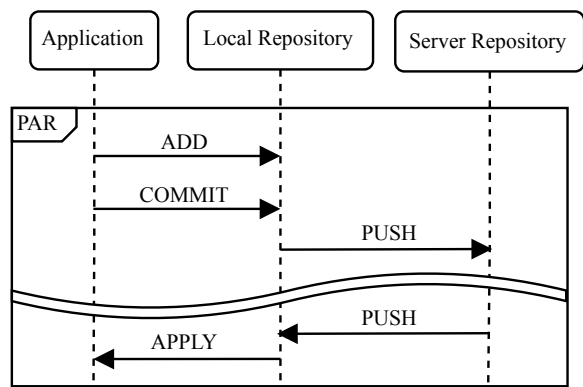 Application Local Repository Server Repository
PAR
ADD
COMMIT
PUSH
PUSH
APPLY